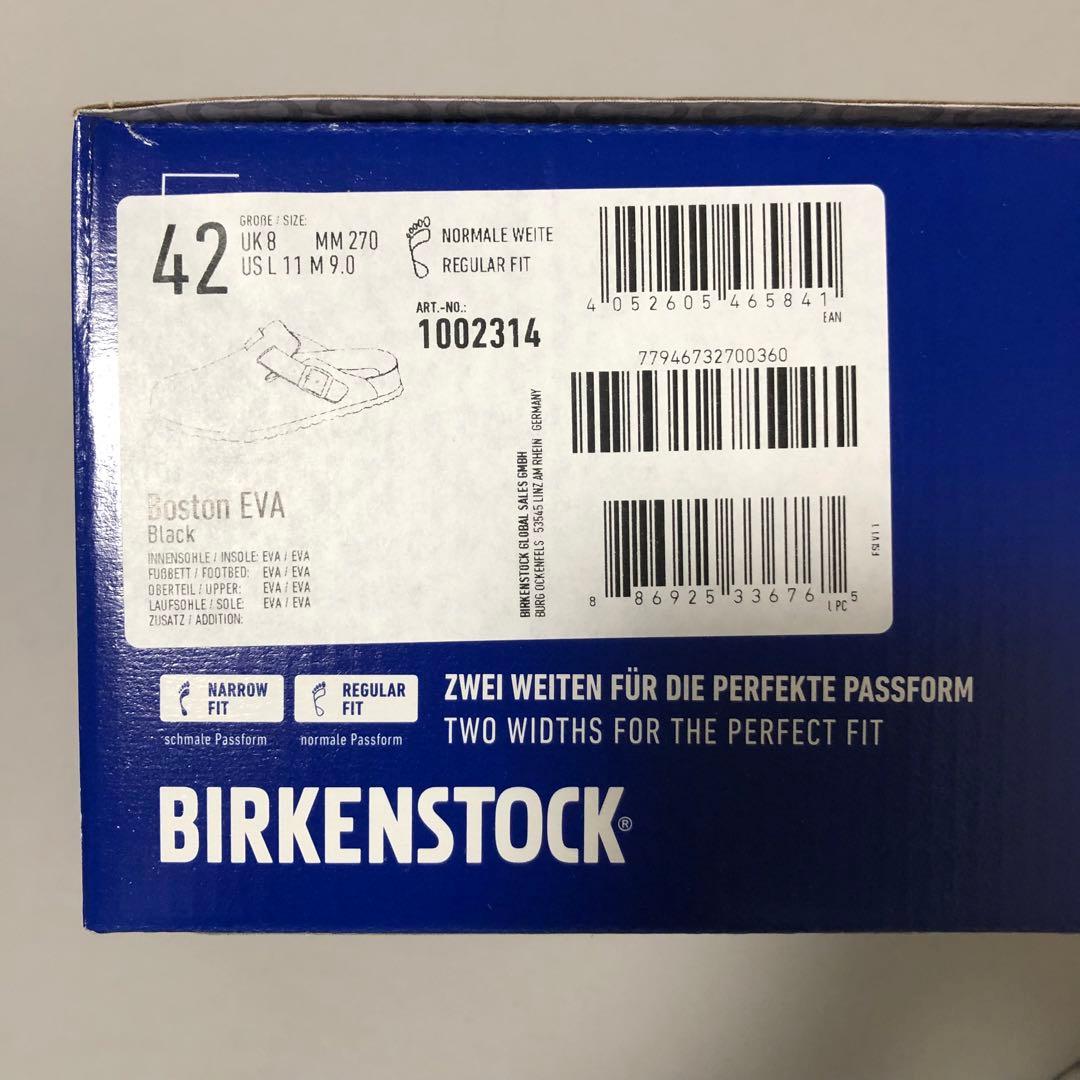 42
GRÖßE / SIZE:
UK 8 MM 270
US L 11 M 9.0
NORMALE WEITE
REGULAR FIT
ART.-NO.:
1002314
4 052605 465841
EAN
77946732700360
Boston EVA
Black
INNENSOHLE / INSOLE: EVA / EVA
FUßBETT / FOOTBED: EVA / EVA
OBERTEIL / UPPER: EVA / EVA
LAUFSOHLE / SOLE: EVA / EVA
ZUSATZ / ADDITION:
BIRKENSTOCK GLOBAL SALES GMBH
BURG OCKENFELS 53545 LINZ AM RHEIN GERMANY
8 86925 33676 5
UPC
NARROW FIT
schmale Passform
REGULAR FIT
normale Passform
ZWEI WEITEN FÜR DIE PERFEKTE PASSFORM
TWO WIDTHS FOR THE PERFECT FIT
BIRKENSTOCK®